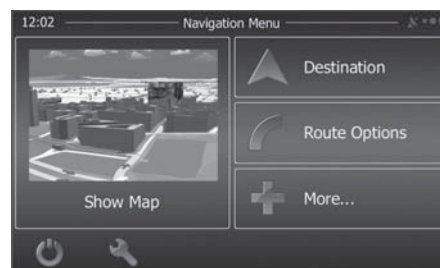 12:02 Navigation Menu
Destination
Route Options
Show Map
More...